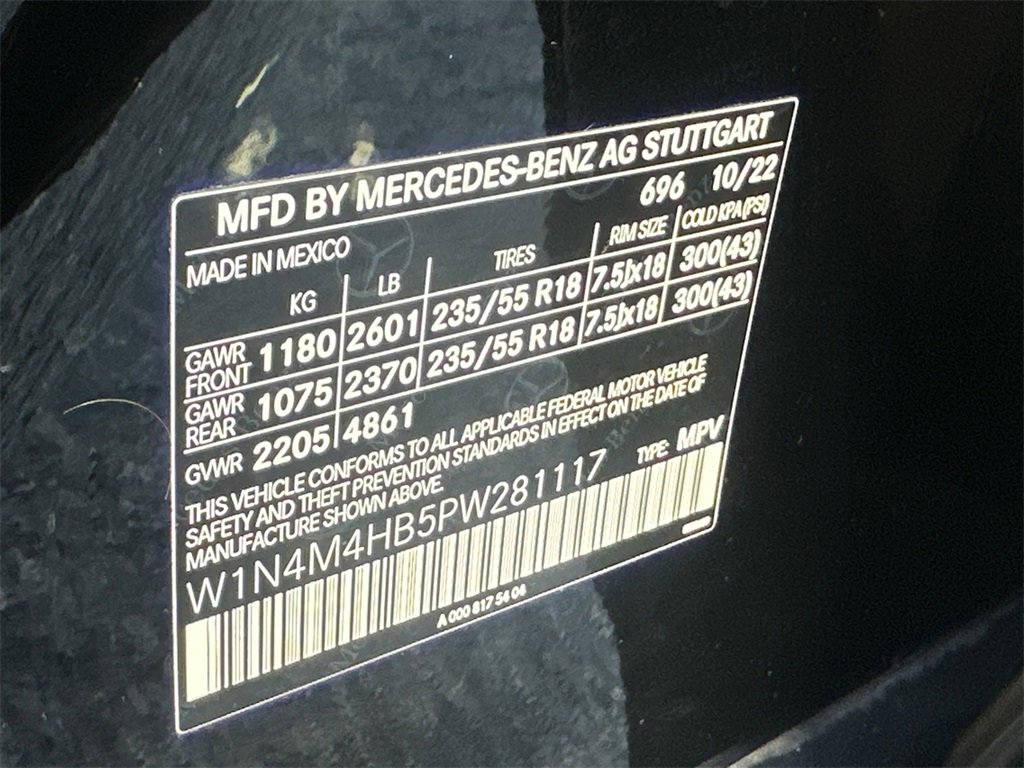 MFD BY MERCEDES-BENZ AG STUTTGART
696 10/22
MADE IN MEXICO
KG LB TIRES RIM SIZE COLD KPA(PSI)
GAWR FRONT 1180 2601 235/55 R18 7.5Jx18 300(43)
GAWR REAR 1075 2370 235/55 R18 7.5Jx18 300(43)
GVWR 2205 4861
THIS VEHICLE CONFORMS TO ALL APPLICABLE FEDERAL MOTOR VEHICLE
SAFETY AND THEFT PREVENTION STANDARDS IN EFFECT ON THE DATE OF
MANUFACTURE SHOWN ABOVE.
W1N4M4HB5PW281117 TYPE: MPV
A 000 817 54 04